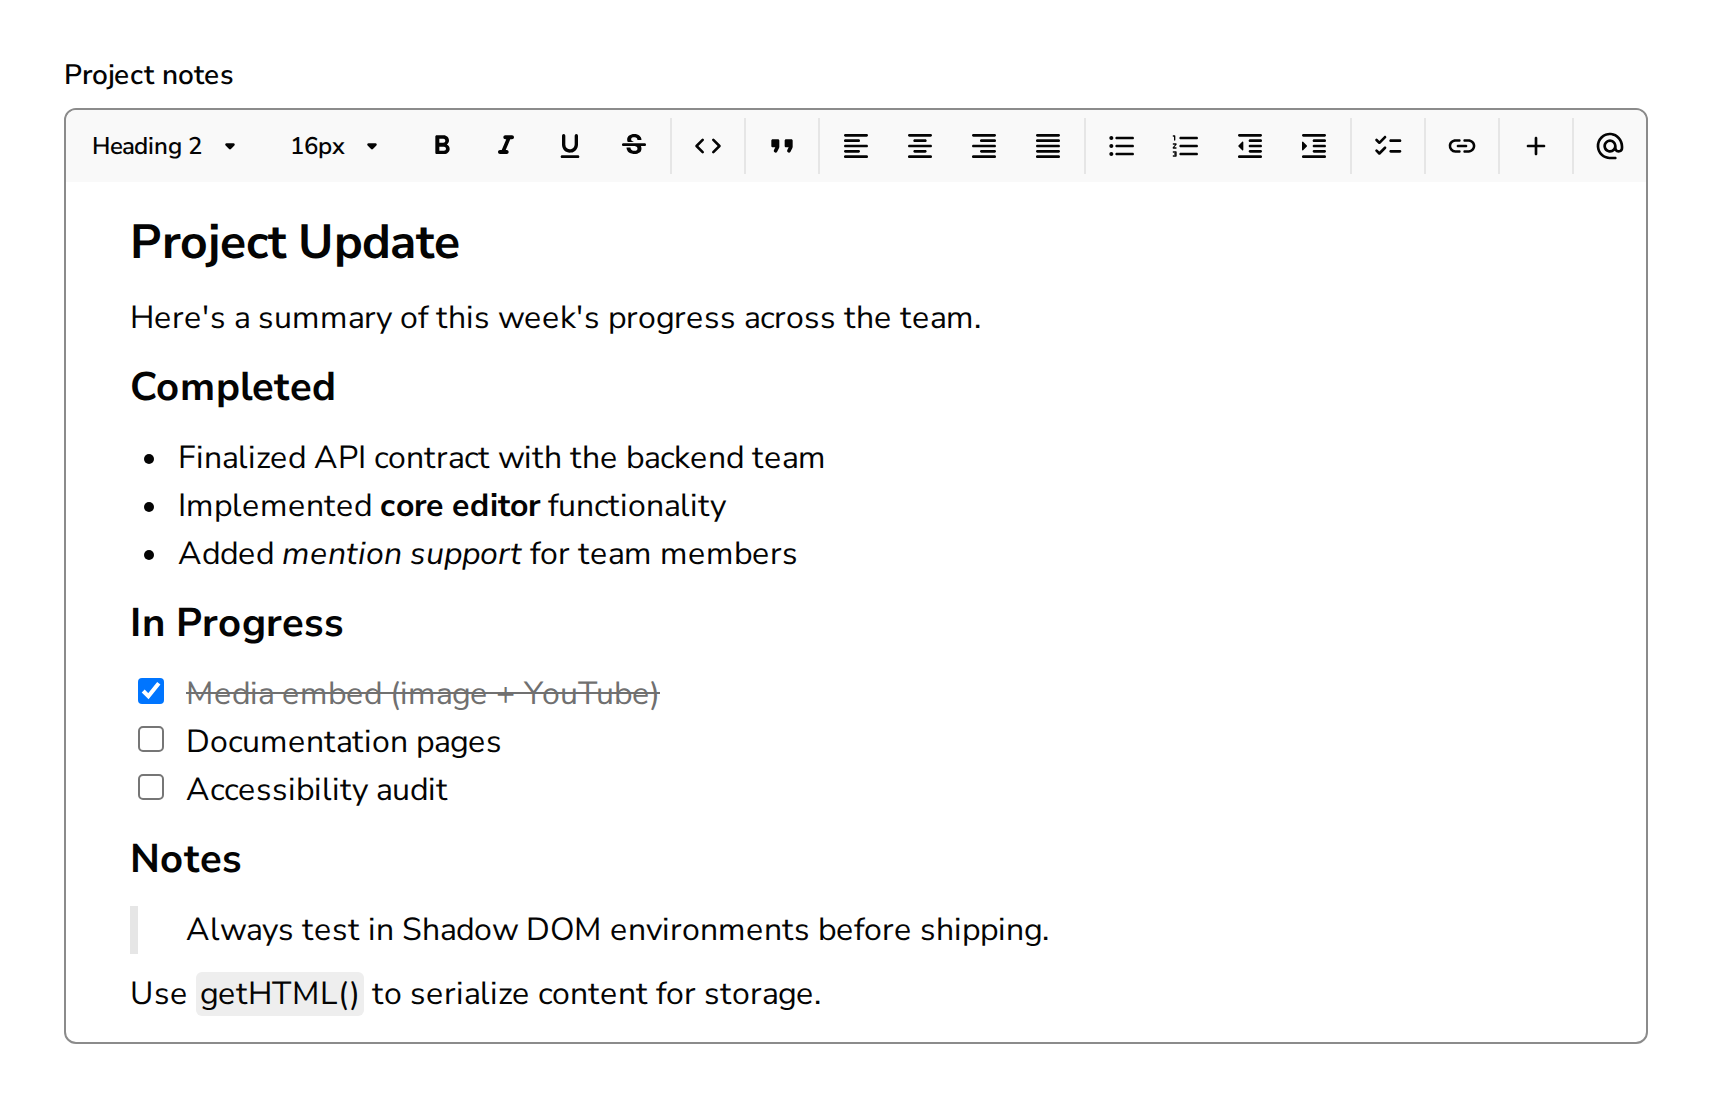 Project notes
Heading 2 16px
Project Update
Here's a summary of this week's progress across the team.
Completed
Finalized API contract with the backend team
Implemented core editor functionality
Added mention support for team members
In Progress
Media embed (image + YouTube)
Documentation pages
Accessibility audit
Notes
Always test in Shadow DOM environments before shipping.
Use getHTML() to serialize content for storage.